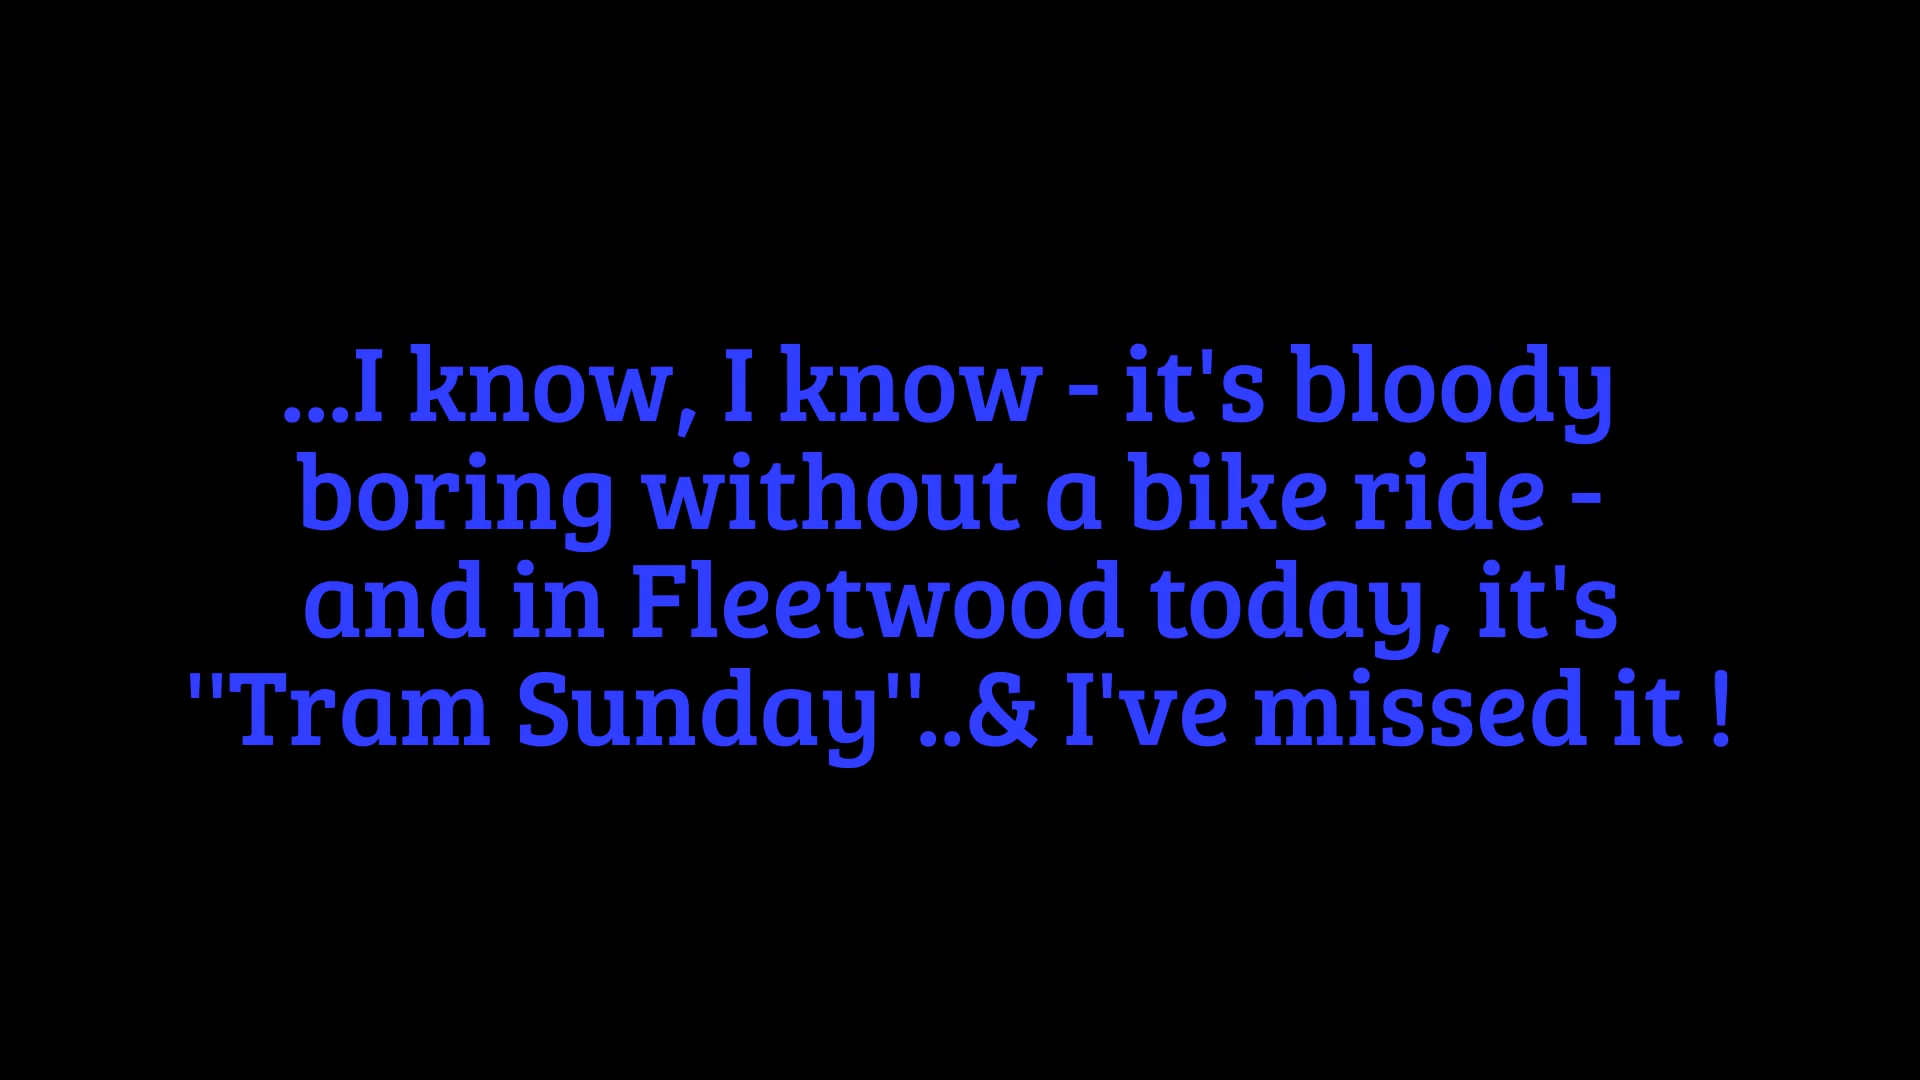 ...I know, I know - it's bloody
boring without a bike ride -
and in Fleetwood today, it's
"Tram Sunday"..& I've missed it !